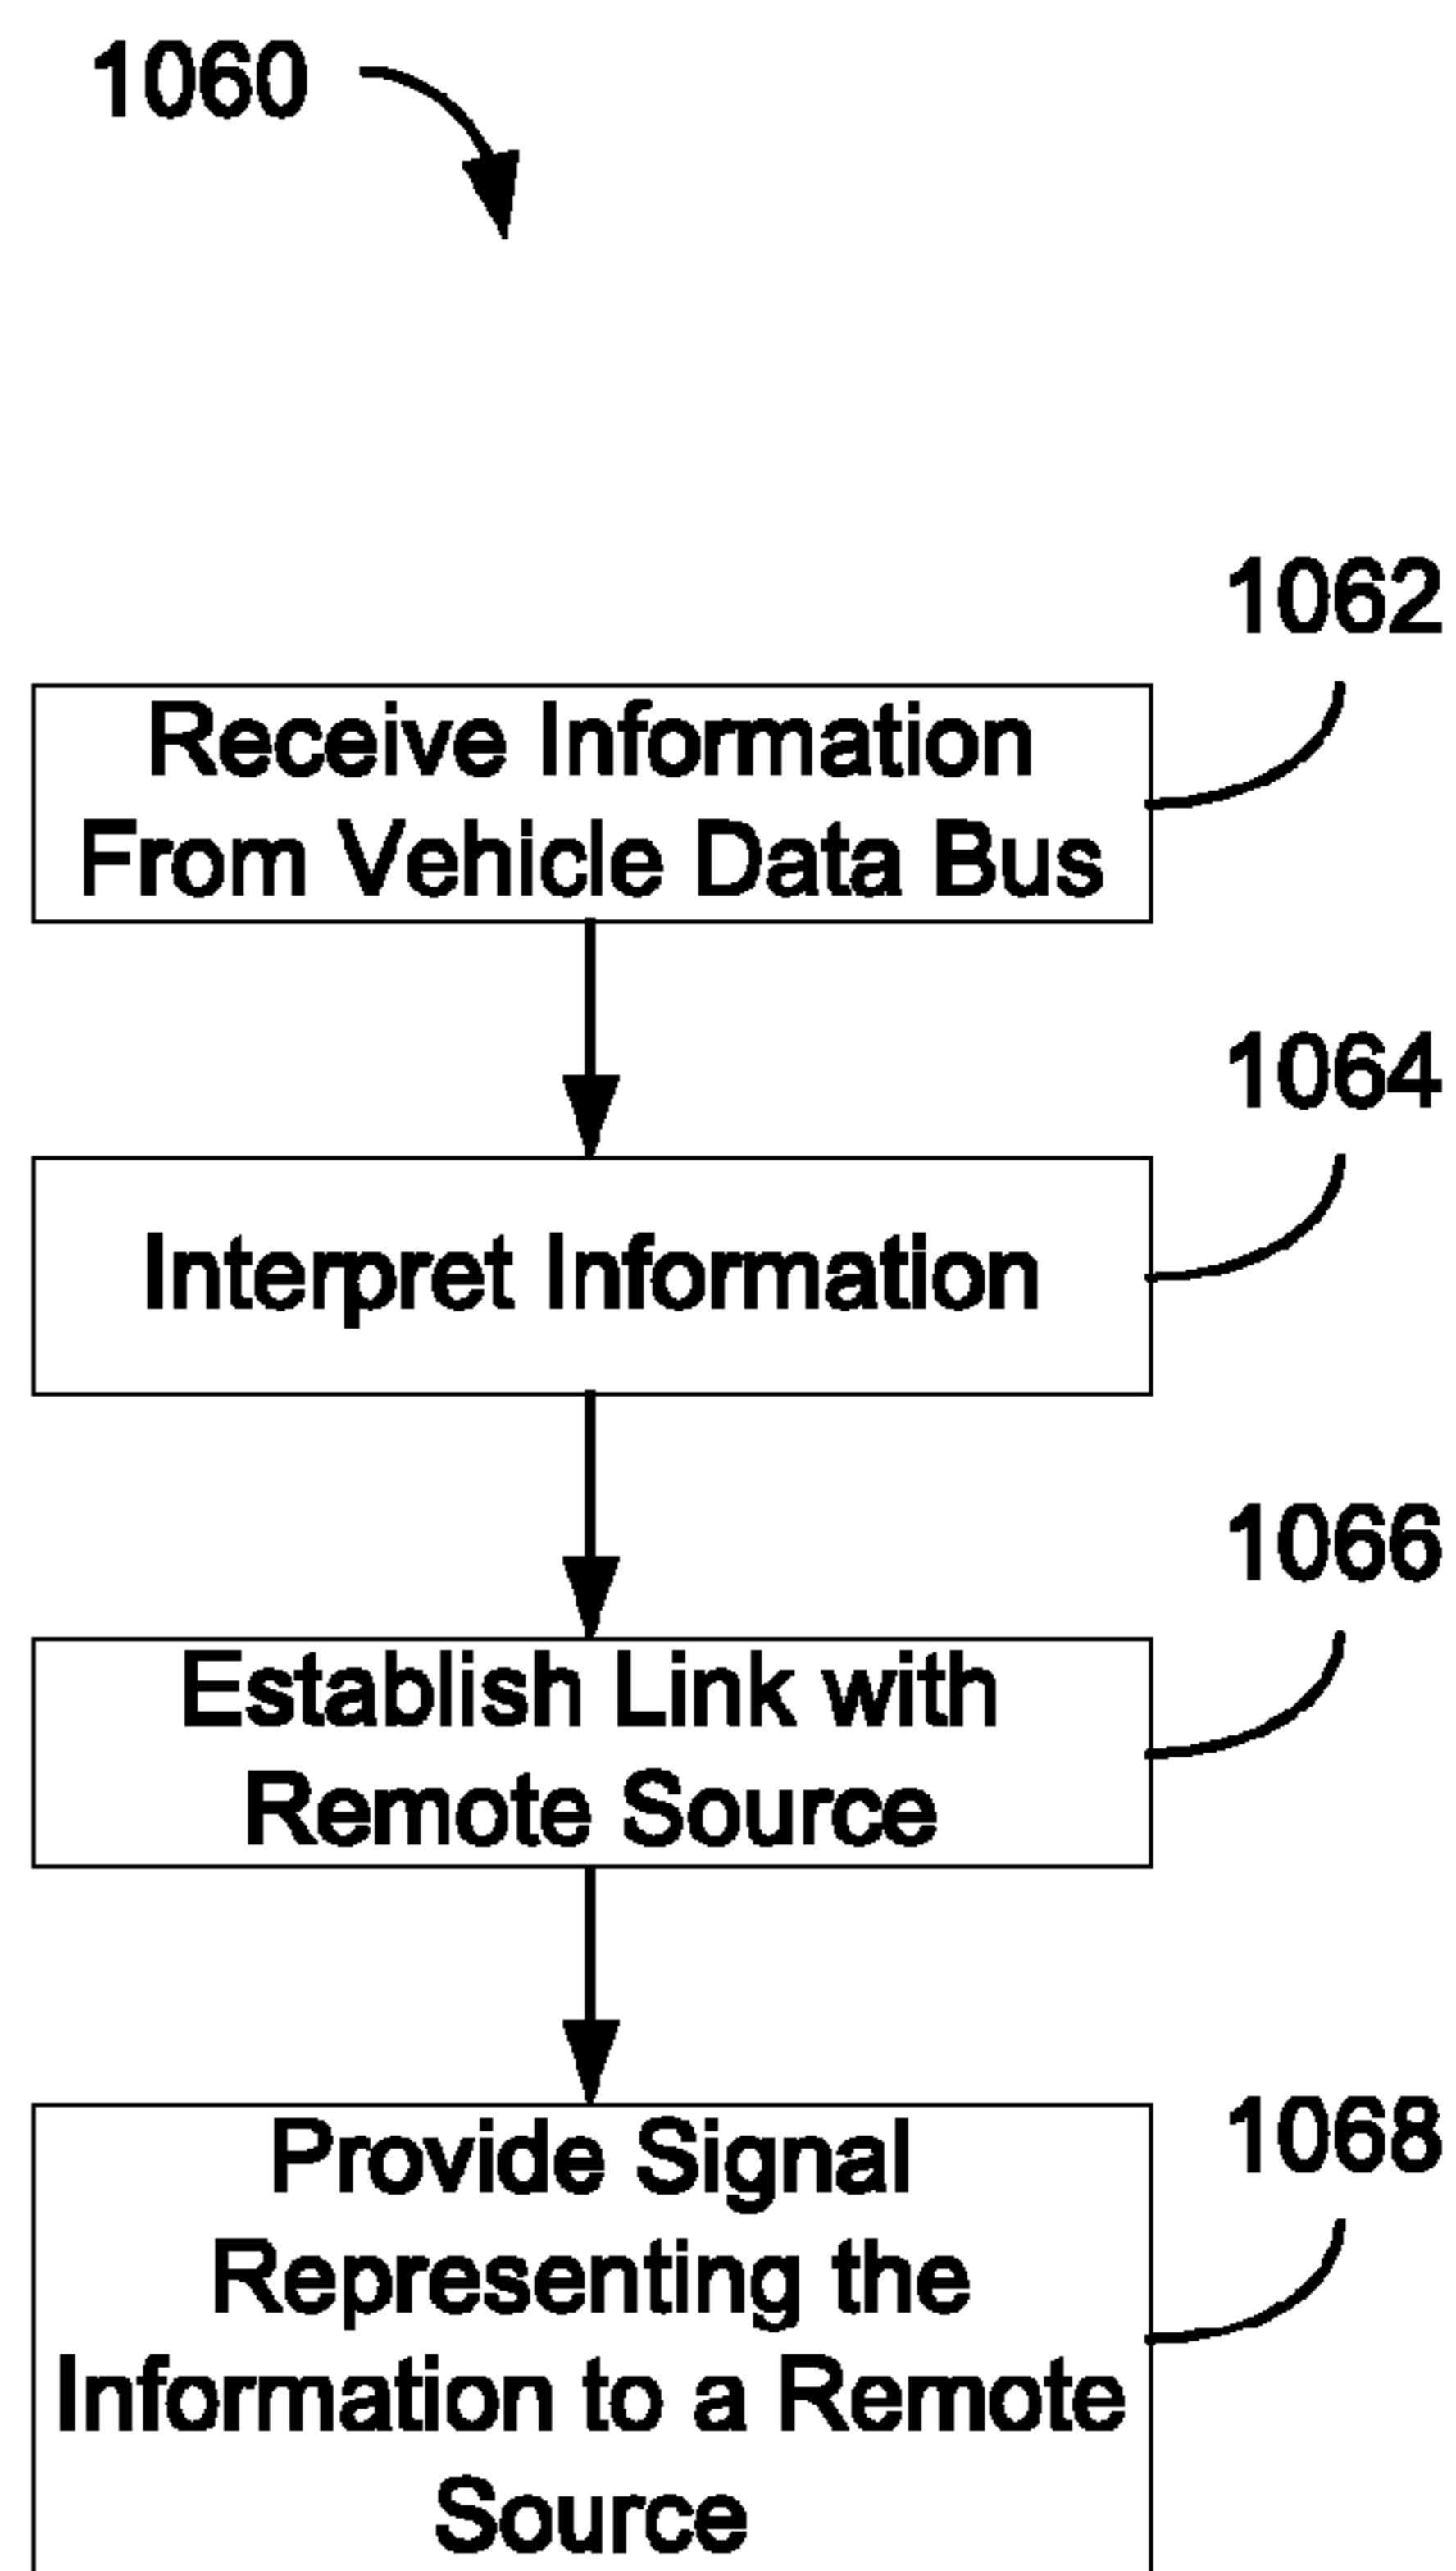 1060
1062
Receive Information
From Vehicle Data Bus
1064
Interpret Information
1066
Establish Link with
Remote Source
1068
Provide Signal
Representing the
Information to a Remote
Source